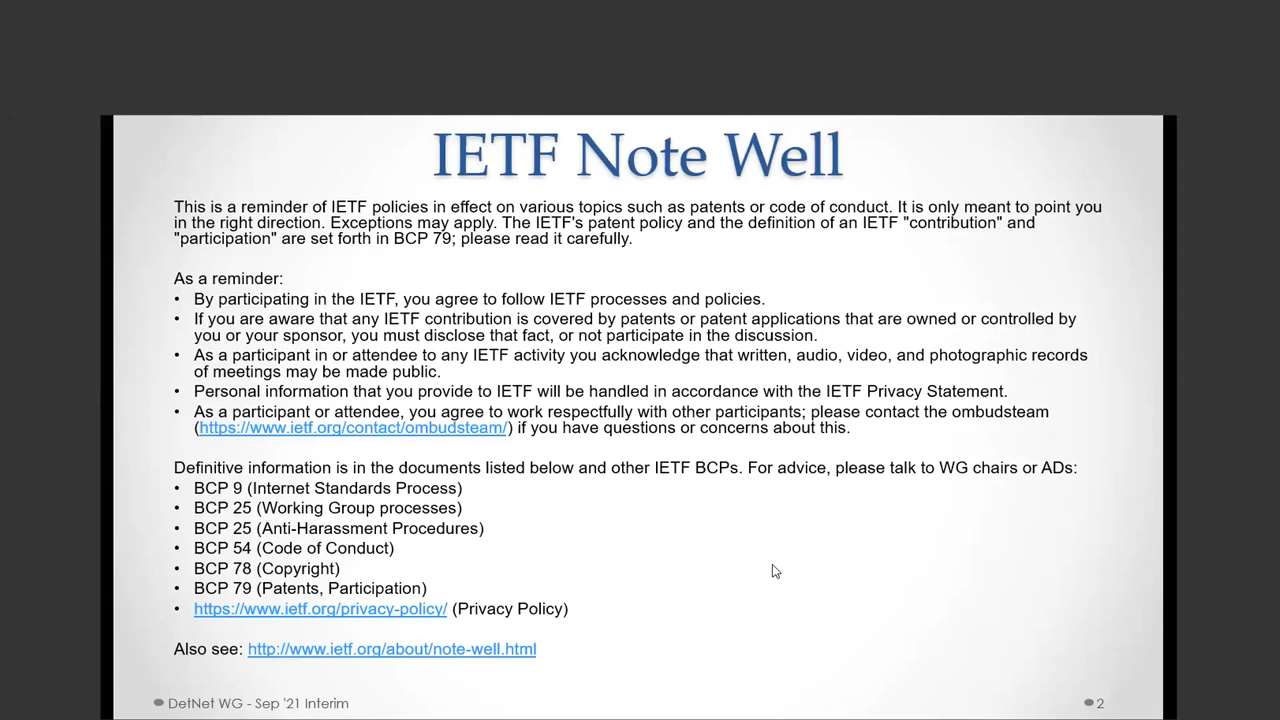 IETF Note Well
This is a reminder of IETF policies in effect on various topics such as patents or code of conduct. It is only meant to point you
in the right direction. Exceptions may apply. The IETF's patent policy and the definition of an IETF "contribution" and
"participation" are set forth in BCP 79; please read it carefully.
As a reminder:
• By participating in the IETF, you agree to follow IETF processes and policies.
• If you are aware that any IETF contribution is covered by patents or patent applications that are owned or controlled by
you or your sponsor, you must disclose that fact, or not participate in the discussion.
• As a participant in or attendee to any IETF activity you acknowledge that written, audio, video, and photographic records
of meetings may be made public.
• Personal information that you provide to IETF will be handled in accordance with the IETF Privacy Statement.
• As a participant or attendee, you agree to work respectfully with other participants; please contact the ombudsteam
(https://www.ietf.org/contact/ombudsteam/) if you have questions or concerns about this.
Definitive information is in the documents listed below and other IETF BCPs. For advice, please talk to WG chairs or ADs:
• BCP 9 (Internet Standards Process)
• BCP 25 (Working Group processes)
• BCP 25 (Anti-Harassment Procedures)
• BCP 54 (Code of Conduct)
• BCP 78 (Copyright)
• BCP 79 (Patents, Participation)
• https://www.ietf.org/privacy-policy/ (Privacy Policy)
Also see: http://www.ietf.org/about/note-well.html
DetNet WG - Sep '21 Interim
2